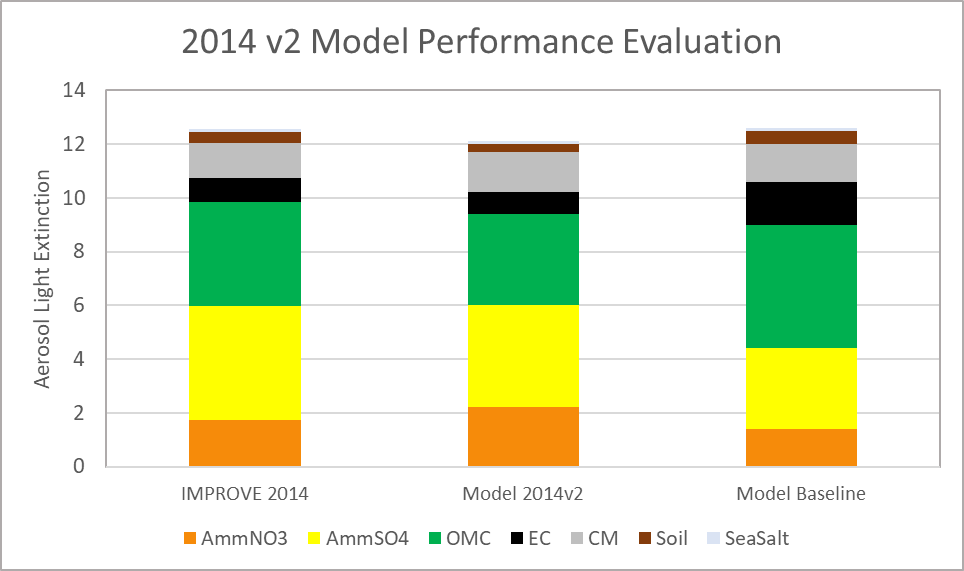 2014 v2 Model Performance Evaluation
14
12
10
8
6
4
2
0
Aerosol Light Extinction
IMPROVE 2014 Model 2014v2 Model Baseline
AmmNO3 AmmSO4 OMC EC CM Soil SeaSalt